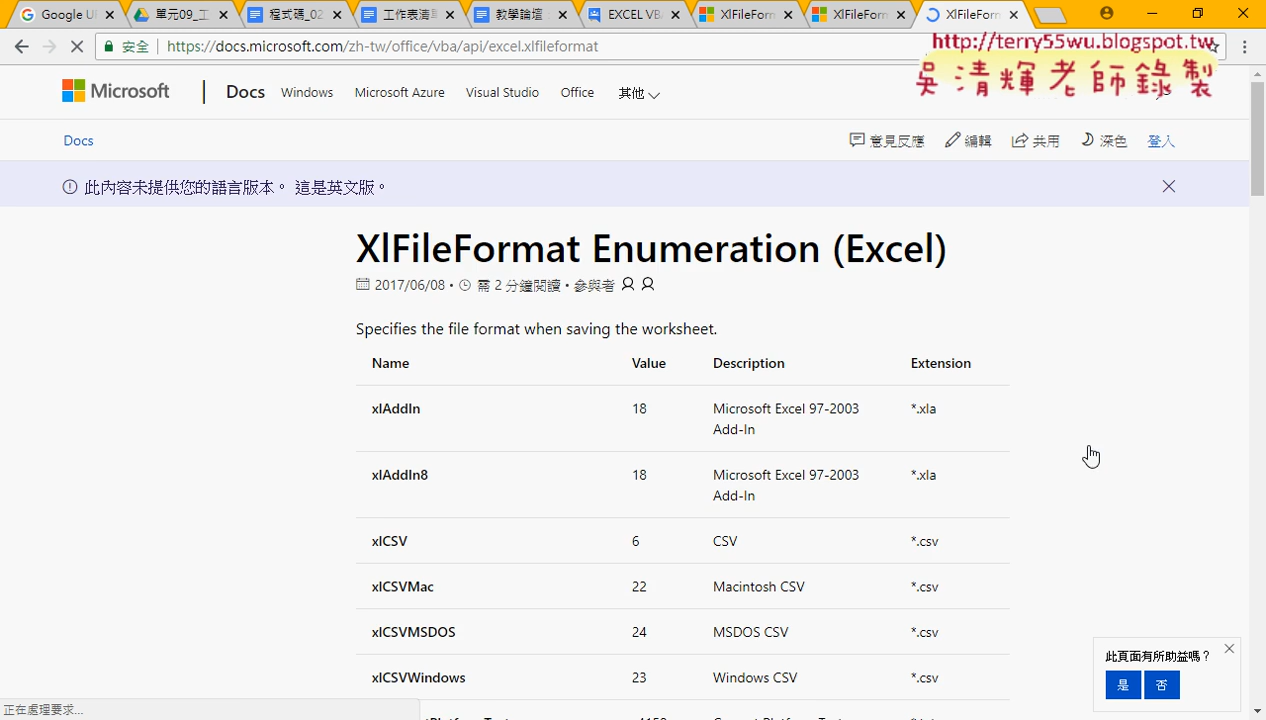 Google U
單元09_工
程式碼_02
工作表清單
教學論壇
EXCEL VB
XlFileForm
XlFileForm
XlFileForm
安全 https://docs.microsoft.com/zh-tw/office/vba/api/excel.xlfileformat
http://terry55wu.blogspot.tw
吳清輝老師錄製
Microsoft Docs Windows Microsoft Azure Visual Studio Office 其他
Docs 意見反應 編輯 共用 深色 登入
此內容未提供您的語言版本。 這是英文版。
XlFileFormat Enumeration (Excel)
2017/06/08 • 需 2 分鐘閱讀 • 參與者
Specifies the file format when saving the worksheet.
Name Value Description Extension
xlAddIn 18 Microsoft Excel 97-2003 *.xla
Add-In
xlAddIn8 18 Microsoft Excel 97-2003 *.xla
Add-In
xlCSV 6 CSV *.csv
xlCSVMac 22 Macintosh CSV *.csv
xlCSVMSDOS 24 MSDOS CSV *.csv
xlCSVWindows 23 Windows CSV *.csv
此頁面有所助益嗎？
是 否
正在處理要求...